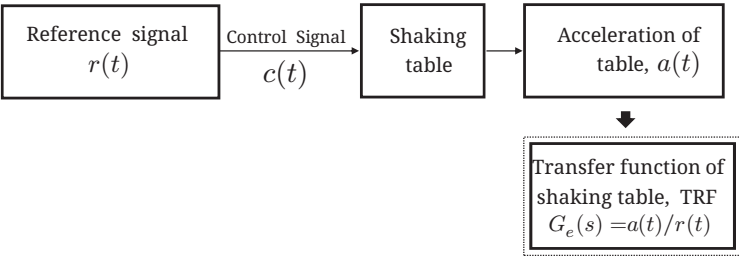 Reference signal
r(t)
Control Signal
c(t)
Shaking
table
Acceleration of
table, a(t)
Transfer function of
shaking table, TRF
G_e(s) =a(t)/r(t)